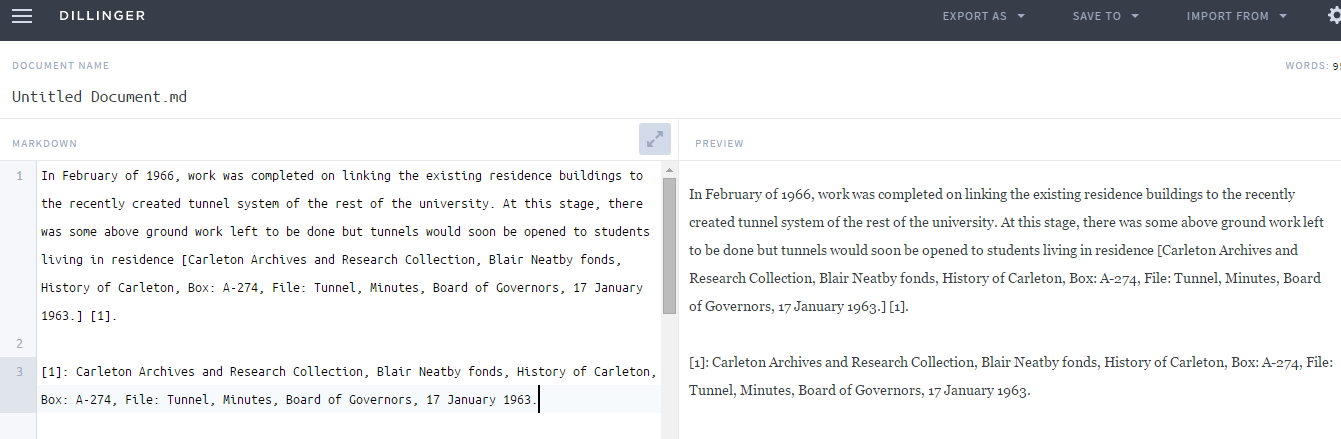 DILLINGER
EXPORT AS
SAVE TO
IMPORT FROM
DOCUMENT NAME
WORDS: 9
Untitled Document.md
MARKDOWN
PREVIEW
1
In February of 1966, work was completed on linking the existing residence buildings to
the recently created tunnel system of the rest of the university. At this stage, there
was some above ground work left to be done but tunnels would soon be opened to students
living in residence [Carleton Archives and Research Collection, Blair Neatby fonds,
History of Carleton, Box: A-274, File: Tunnel, Minutes, Board of Governors, 17 January
1963.] [1].
2
3
[1]: Carleton Archives and Research Collection, Blair Neatby fonds, History of Carleton,
Box: A-274, File: Tunnel, Minutes, Board of Governors, 17 January 1963.
In February of 1966, work was completed on linking the existing residence buildings to the recently
created tunnel system of the rest of the university. At this stage, there was some above ground work left
to be done but tunnels would soon be opened to students living in residence [Carleton Archives and
Research Collection, Blair Neatby fonds, History of Carleton, Box: A-274, File: Tunnel, Minutes, Board
of Governors, 17 January 1963.] [1].
[1]: Carleton Archives and Research Collection, Blair Neatby fonds, History of Carleton, Box: A-274, File:
Tunnel, Minutes, Board of Governors, 17 January 1963.